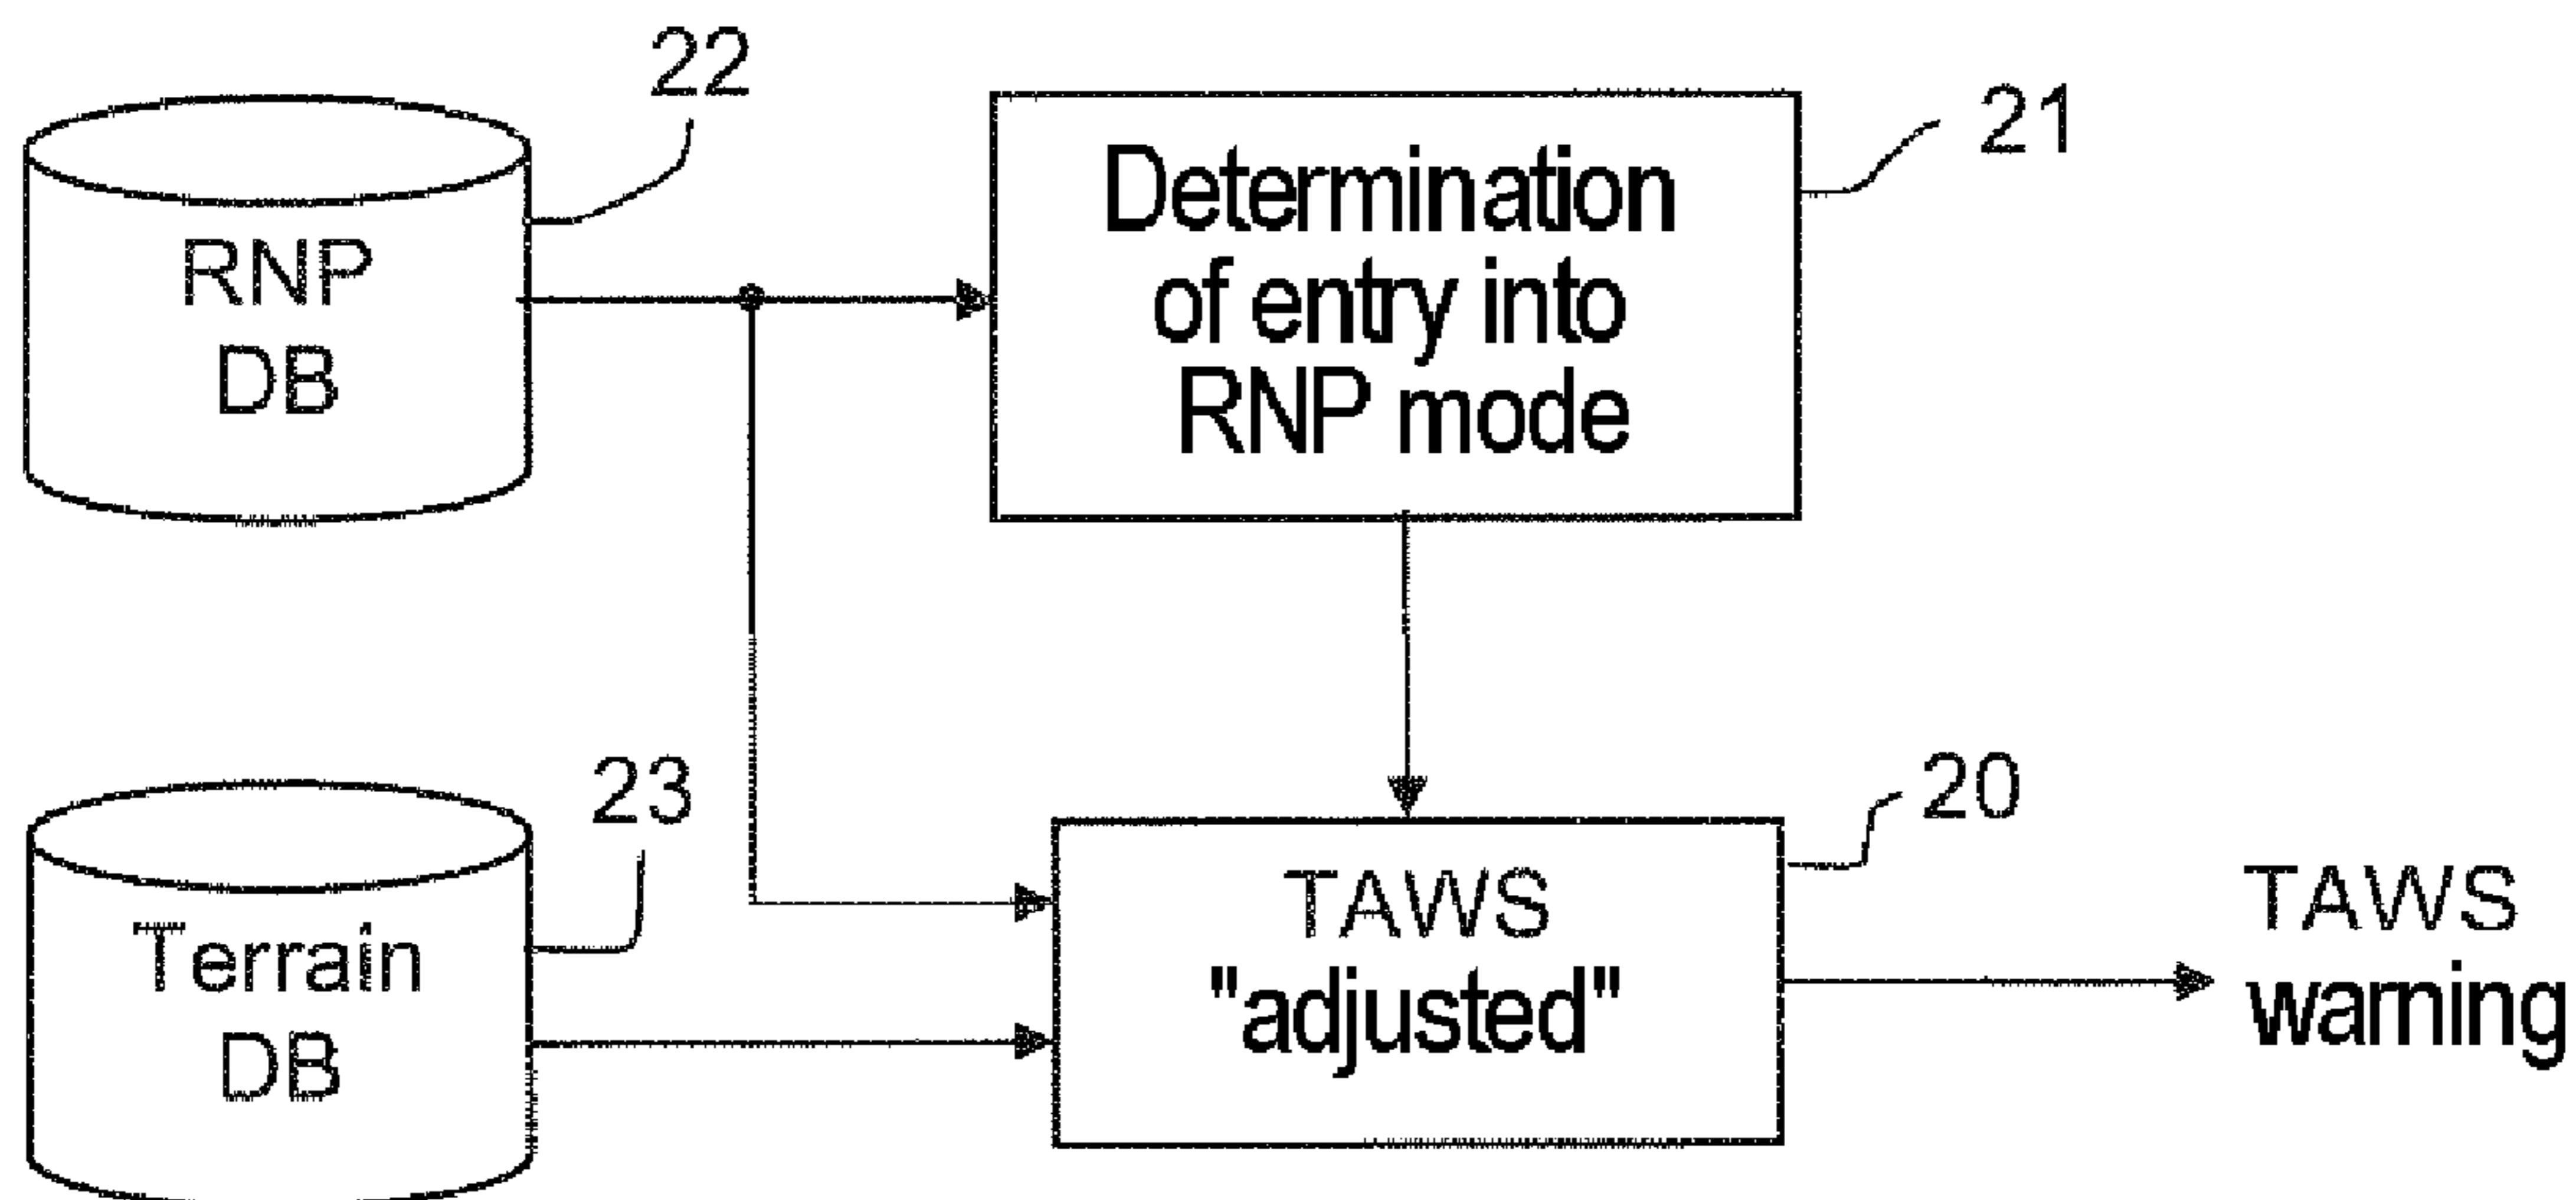 22
RNP
DB
Determination
of entry into
RNP mode
21
23
Terrain
DB
TAWS
"adjusted"
20
TAWS
warning